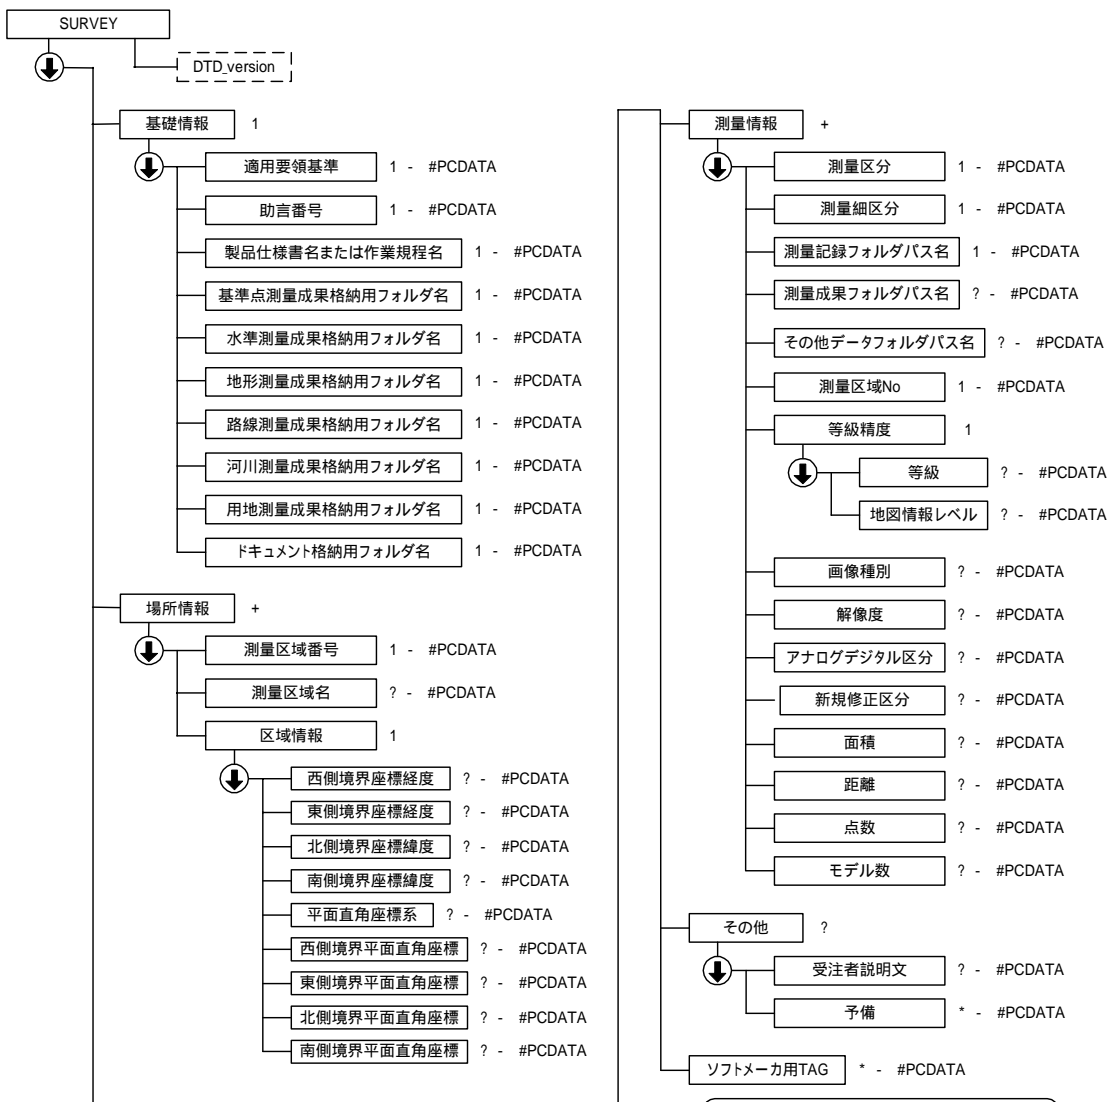 SURVEY
DTD_version
基礎情報 1
適用要領基準 1 - #PCDATA
助言番号 1 - #PCDATA
製品仕様書名または作業規程名 1 - #PCDATA
基準点測量成果格納用フォルダ名 1 - #PCDATA
水準測量成果格納用フォルダ名 1 - #PCDATA
地形測量成果格納用フォルダ名 1 - #PCDATA
路線測量成果格納用フォルダ名 1 - #PCDATA
河川測量成果格納用フォルダ名 1 - #PCDATA
用地測量成果格納用フォルダ名 1 - #PCDATA
ドキュメント格納用フォルダ名 1 - #PCDATA
場所情報 +
測量区域番号 1 - #PCDATA
測量区域名 ? - #PCDATA
区域情報 1
西側境界座標経度 ? - #PCDATA
東側境界座標経度 ? - #PCDATA
北側境界座標緯度 ? - #PCDATA
南側境界座標緯度 ? - #PCDATA
平面直角座標系 ? - #PCDATA
西側境界平面直角座標 ? - #PCDATA
東側境界平面直角座標 ? - #PCDATA
北側境界平面直角座標 ? - #PCDATA
南側境界平面直角座標 ? - #PCDATA
測量情報 +
測量区分 1 - #PCDATA
測量細区分 1 - #PCDATA
測量記録フォルダパス名 1 - #PCDATA
測量成果フォルダパス名 ? - #PCDATA
その他データフォルダパス名 ? - #PCDATA
測量区域No 1 - #PCDATA
等級精度 1
等級 ? - #PCDATA
地図情報レベル ? - #PCDATA
画像種別 ? - #PCDATA
解像度 ? - #PCDATA
アナログデジタル区分 ? - #PCDATA
新規修正区分 ? - #PCDATA
面積 ? - #PCDATA
距離 ? - #PCDATA
点数 ? - #PCDATA
モデル数 ? - #PCDATA
その他 ?
受注者説明文 ? - #PCDATA
予備 * - #PCDATA
ソフトメーカ用TAG * - #PCDATA